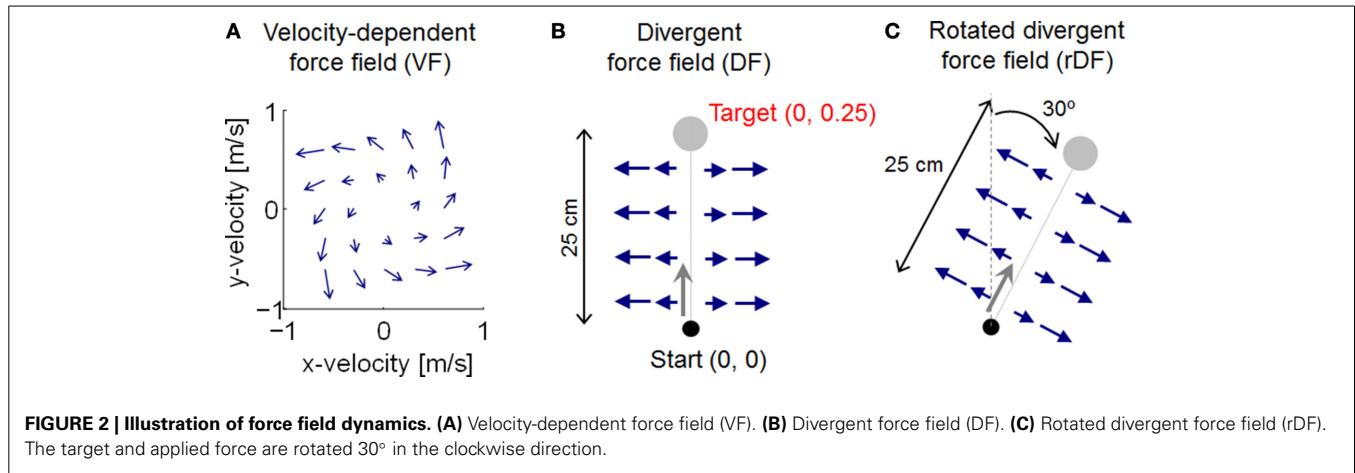 A Velocity-dependent
force field (VF)
1
0
−1
−1 0 1
y-velocity [m/s]
x-velocity [m/s]
B Divergent
force field (DF)
Target (0, 0.25)
25 cm
Start (0, 0)
C Rotated divergent
force field (rDF)
30º
25 cm
FIGURE 2 | Illustration of force field dynamics. (A) Velocity-dependent force field (VF). (B) Divergent force field (DF). (C) Rotated divergent force field (rDF).
The target and applied force are rotated 30° in the clockwise direction.